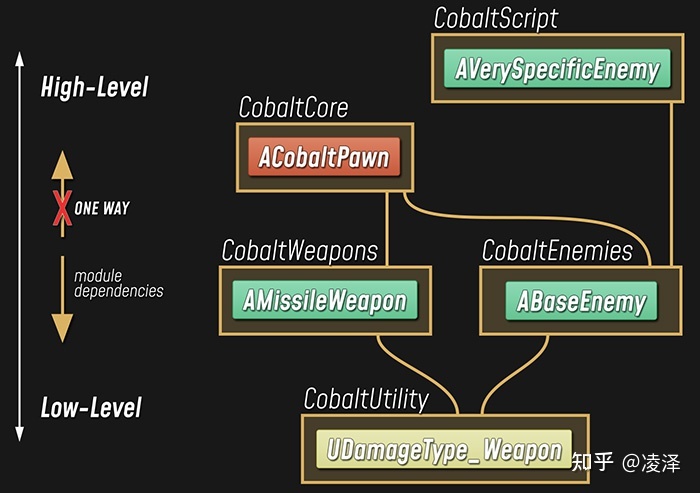 CobaltScript
AVerySpecificEnemy
High-Level
CobaltCore
ACobaltPawn
X ONE WAY
CobaltWeapons
CobaltEnemies
module
dependencies
AMissileWeapon
ABaseEnemy
CobaltUtility
Low-Level
UDamageType_Weapon
知乎 @凌泽